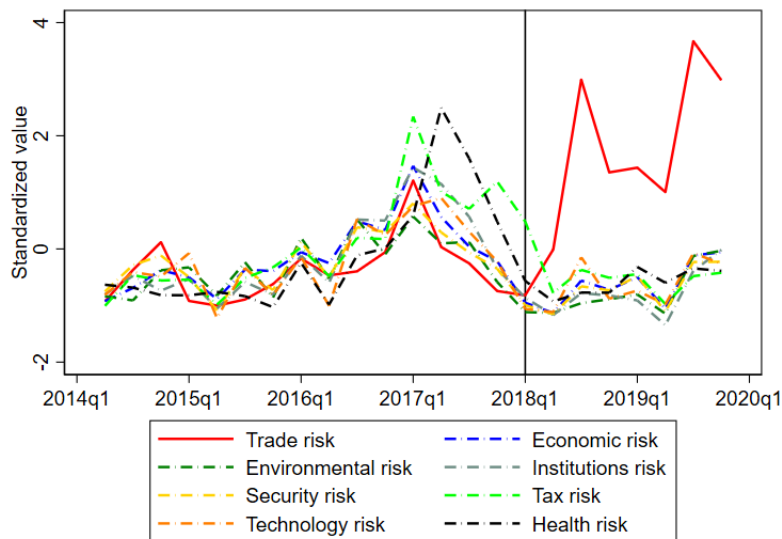 4
2
0
-2
Standardized value
2014q1 2015q1 2016q1 2017q1 2018q1 2019q1 2020q1
Trade risk Economic risk
Environmental risk Institutions risk
Security risk Tax risk
Technology risk Health risk